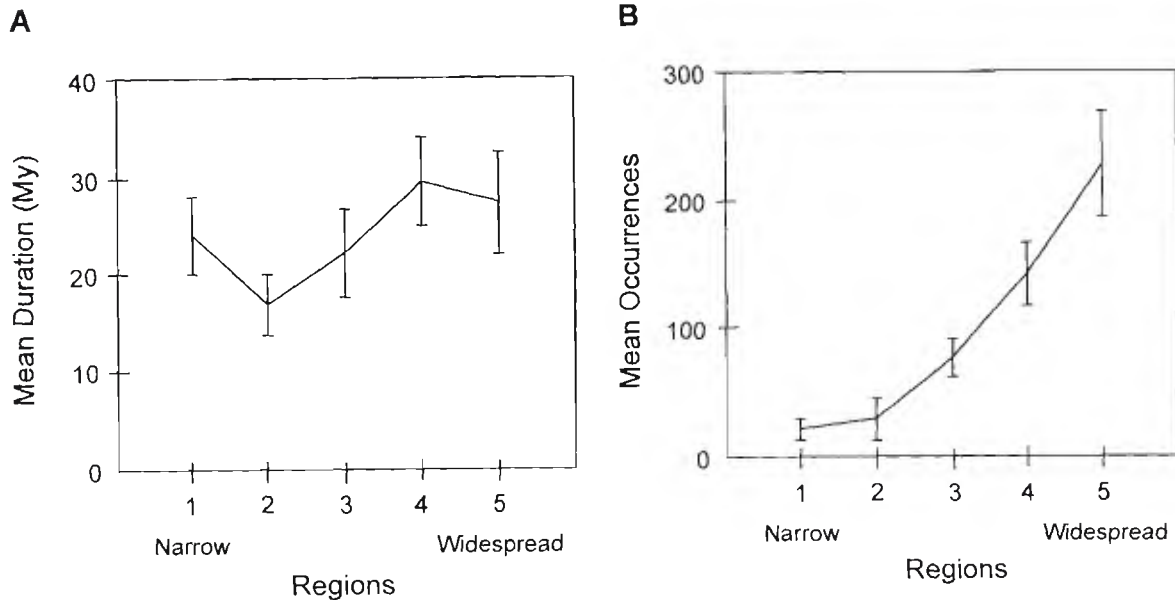 A
Mean Duration (My)
40
30
20
10
0
1 2 3 4 5
Narrow Widespread
Regions
B
Mean Occurrences
300
200
100
0
1 2 3 4 5
Narrow Widespread
Regions